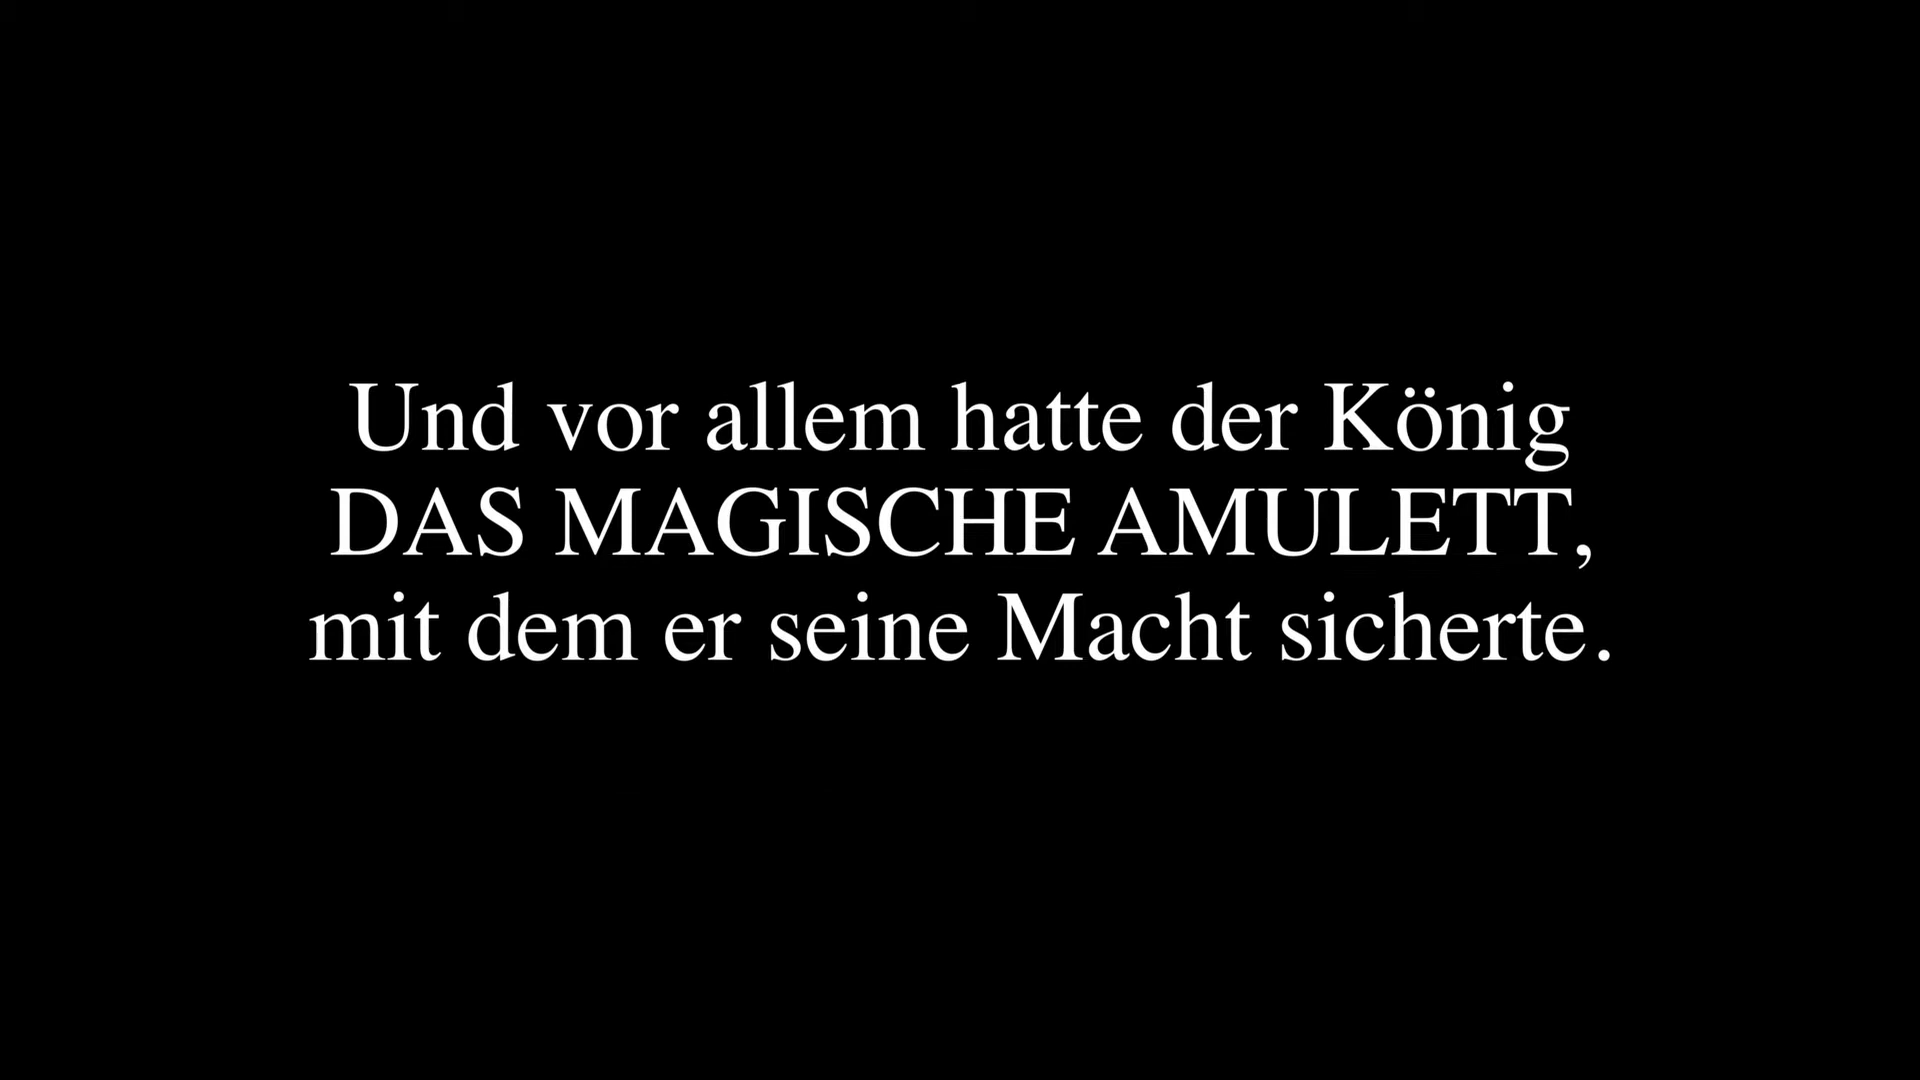 Und vor allem hatte der König
DAS MAGISCHE AMULETT,
mit dem er seine Macht sicherte.